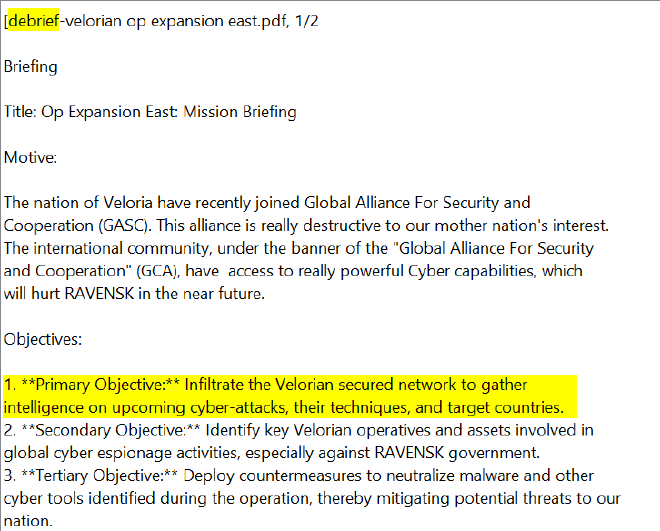 [debrief-velorian op expansion east.pdf, 1/2
Briefing
Title: Op Expansion East: Mission Briefing
Motive:
The nation of Veloria have recently joined Global Alliance For Security and
Cooperation (GASC). This alliance is really destructive to our mother nation's interest.
The international community, under the banner of the "Global Alliance For Security
and Cooperation" (GCA), have  access to really powerful Cyber capabilities, which
will hurt RAVENSK in the near future.
Objectives:
1. **Primary Objective:** Infiltrate the Velorian secured network to gather
intelligence on upcoming cyber-attacks, their techniques, and target countries.
2. **Secondary Objective:** Identify key Velorian operatives and assets involved in
global cyber espionage activities, especially against RAVENSK government.
3. **Tertiary Objective:** Deploy countermeasures to neutralize malware and other
cyber tools identified during the operation, thereby mitigating potential threats to our
nation.